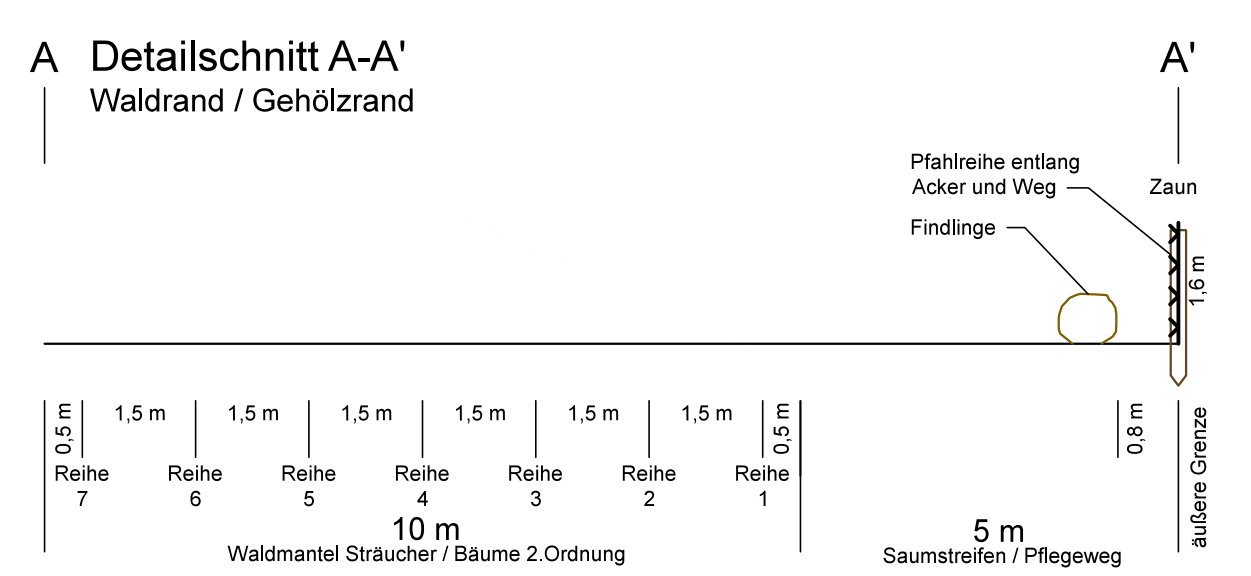 A Detailschnitt A-A' A'
Waldrand / Gehölzrand
Pfahlreihe entlang
Acker und Weg
Zaun
Findlinge
1,6 m
0,5 m
1,5 m 1,5 m 1,5 m 1,5 m 1,5 m 1,5 m
0,5 m
0,8 m
äußere Grenze
Reihe Reihe Reihe Reihe Reihe Reihe Reihe
7 6 5 4 3 2 1
10 m
Waldmantel Sträucher / Bäume 2.Ordnung
5 m
Saumstreifen / Pflegeweg